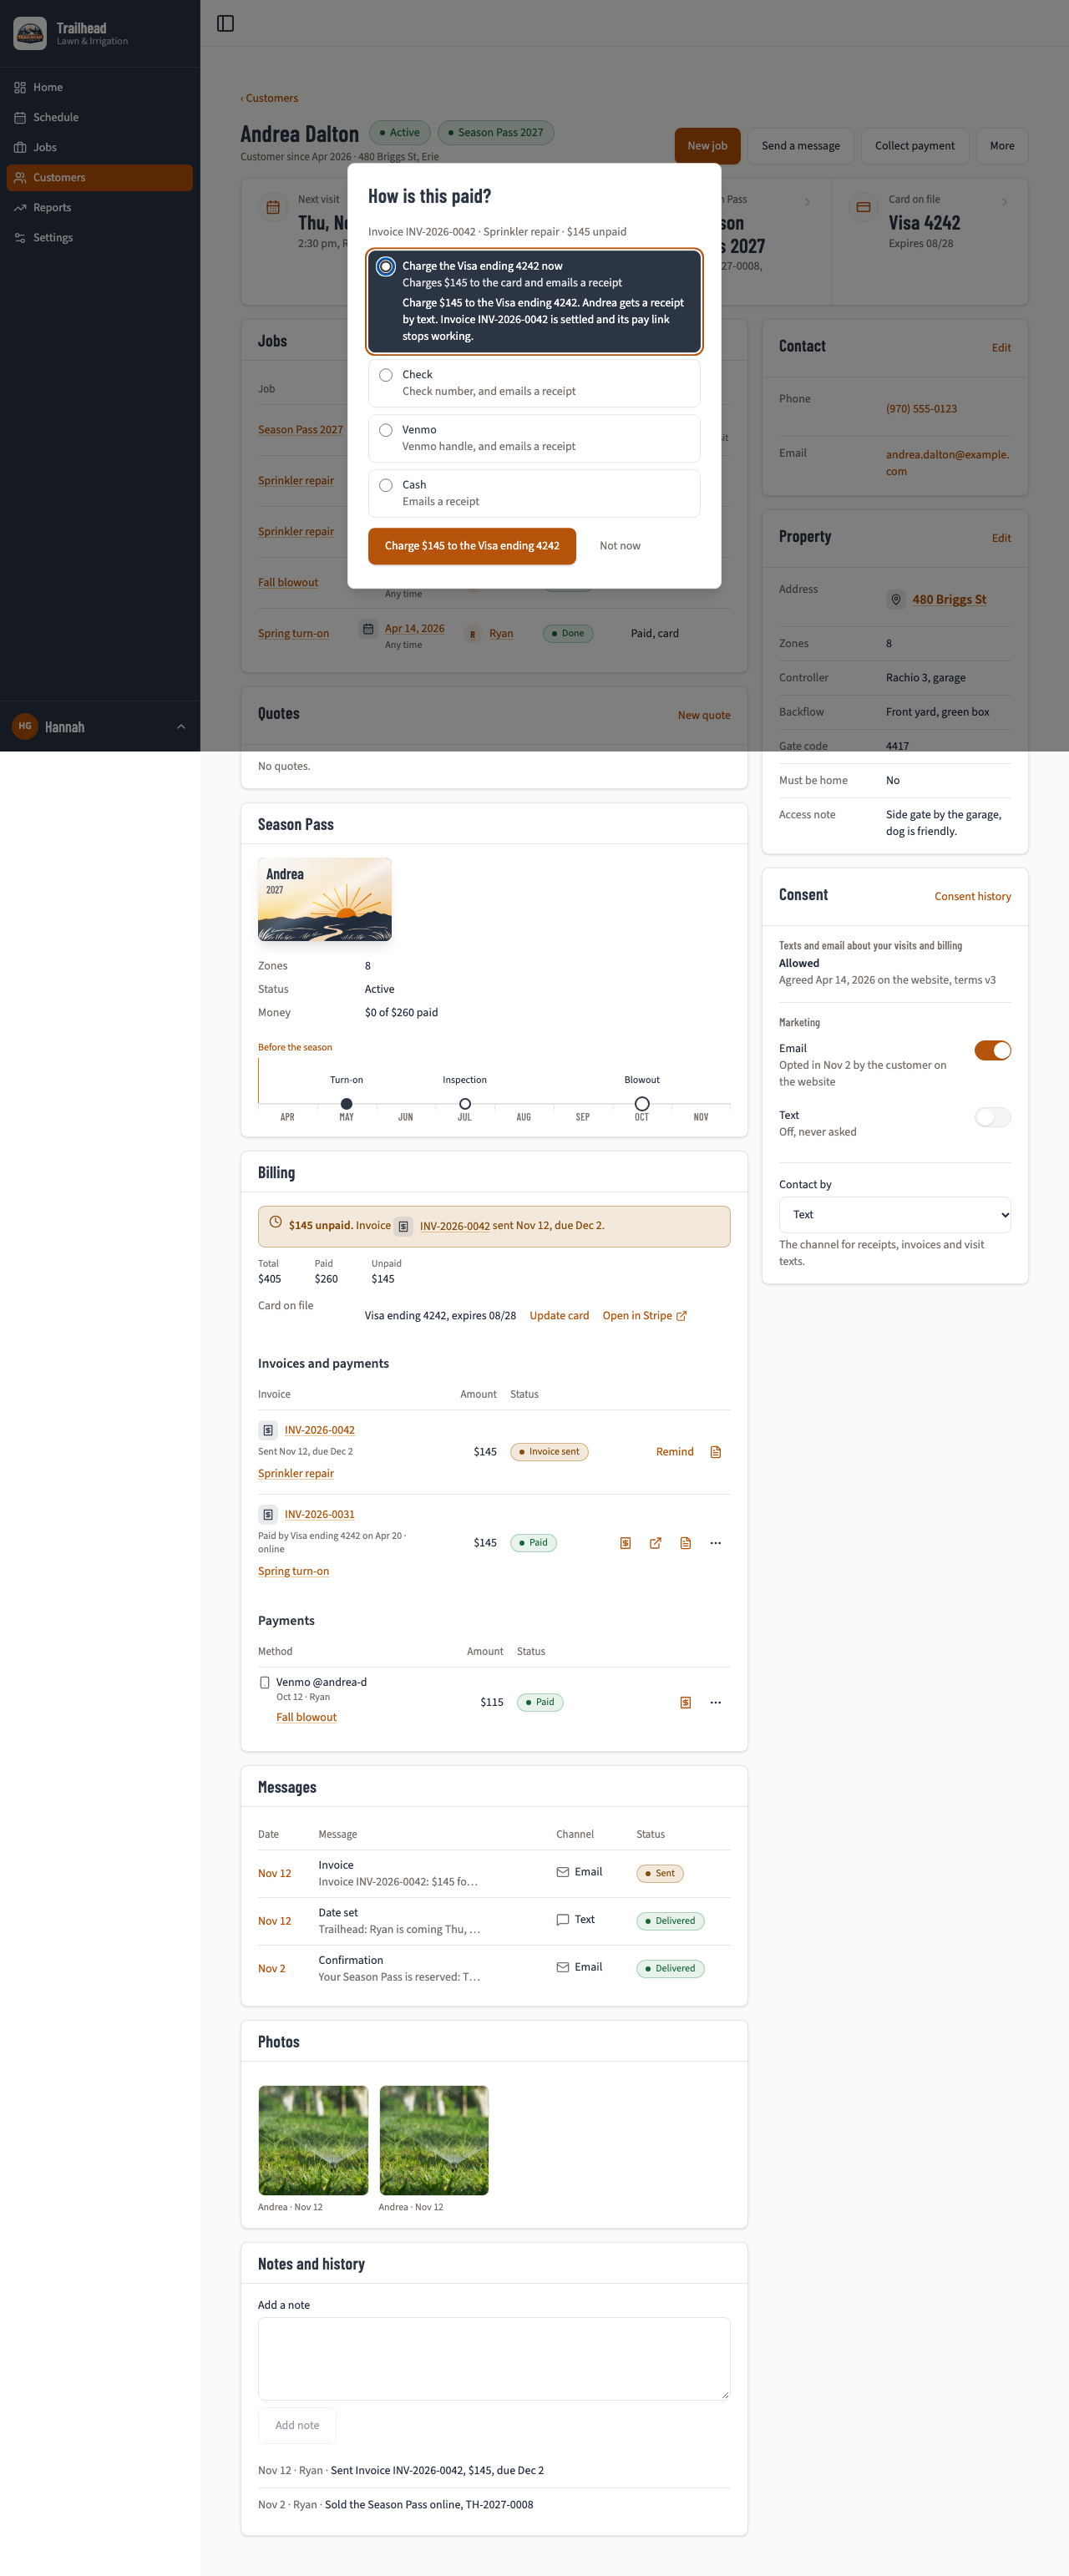 Trailhead
Lawn & Irrigation
Home
Schedule
Jobs
Customers
Reports
Settings
HG
Hannah
‹ Customers
Andrea Dalton
Active
Season Pass 2027
Customer since Apr 2026 · 480 Briggs St, Erie
New job
Send a message
Collect payment
More
Next visit
Card on file
Visa 4242
Expires 08/28
How is this paid?
Invoice INV-2026-0042 · Sprinkler repair · $145 unpaid
Charge the Visa ending 4242 now
Charges $145 to the card and emails a receipt
Charge $145 to the Visa ending 4242. Andrea gets a receipt
by text. Invoice INV-2026-0042 is settled and its pay link
stops working.
Check
Check number, and emails a receipt
Venmo
Venmo handle, and emails a receipt
Cash
Emails a receipt
Charge $145 to the Visa ending 4242
Not now
Jobs
Job
Season Pass 2027
Sprinkler repair
Sprinkler repair
Fall blowout
Any time
Spring turn-on
Apr 14, 2026
Any time
R
Ryan
Done
Paid, card
Quotes
New quote
No quotes.
Season Pass
Andrea
2027
Zones
8
Status
Active
Money
$0 of $260 paid
Before the season
Turn-on
Inspection
Blowout
APR
MAY
JUN
JUL
AUG
SEP
OCT
NOV
Billing
$145 unpaid. Invoice INV-2026-0042 sent Nov 12, due Dec 2.
Total
Paid
Unpaid
$405
$260
$145
Card on file
Visa ending 4242, expires 08/28
Update card
Open in Stripe
Invoices and payments
Invoice
Amount
Status
INV-2026-0042
Sent Nov 12, due Dec 2
Sprinkler repair
$145
Invoice sent
Remind
INV-2026-0031
Paid by Visa ending 4242 on Apr 20 ·
online
Spring turn-on
$145
Paid
Payments
Method
Amount
Status
Venmo @andrea-d
Oct 12 · Ryan
Fall blowout
$115
Paid
Messages
Date
Message
Channel
Status
Nov 12
Invoice
Invoice INV-2026-0042: $145 fo…
Email
Sent
Nov 12
Date set
Trailhead: Ryan is coming Thu, …
Text
Delivered
Nov 2
Confirmation
Your Season Pass is reserved: T…
Email
Delivered
Photos
Andrea · Nov 12
Andrea · Nov 12
Notes and history
Add a note
Add note
Nov 12 · Ryan · Sent Invoice INV-2026-0042, $145, due Dec 2
Nov 2 · Ryan · Sold the Season Pass online, TH-2027-0008
Contact
Edit
Phone
(970) 555-0123
Email
andrea.dalton@example.
com
Property
Edit
Address
480 Briggs St
Zones
8
Controller
Rachio 3, garage
Backflow
Front yard, green box
Gate code
4417
Must be home
No
Access note
Side gate by the garage,
dog is friendly.
Consent
Consent history
Texts and email about your visits and billing
Allowed
Agreed Apr 14, 2026 on the website, terms v3
Marketing
Email
Opted in Nov 2 by the customer on
the website
Text
Off, never asked
Contact by
Text
The channel for receipts, invoices and visit
texts.